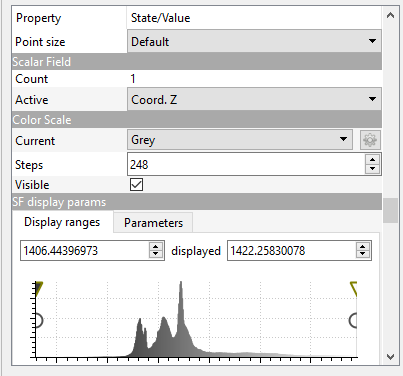 Property State/Value
Point size Default
Scalar Field
Count 1
Active Coord. Z
Color Scale
Current Grey
Steps 248
Visible
SF display params
Display ranges Parameters
1406.44396973 displayed 1422.25830078